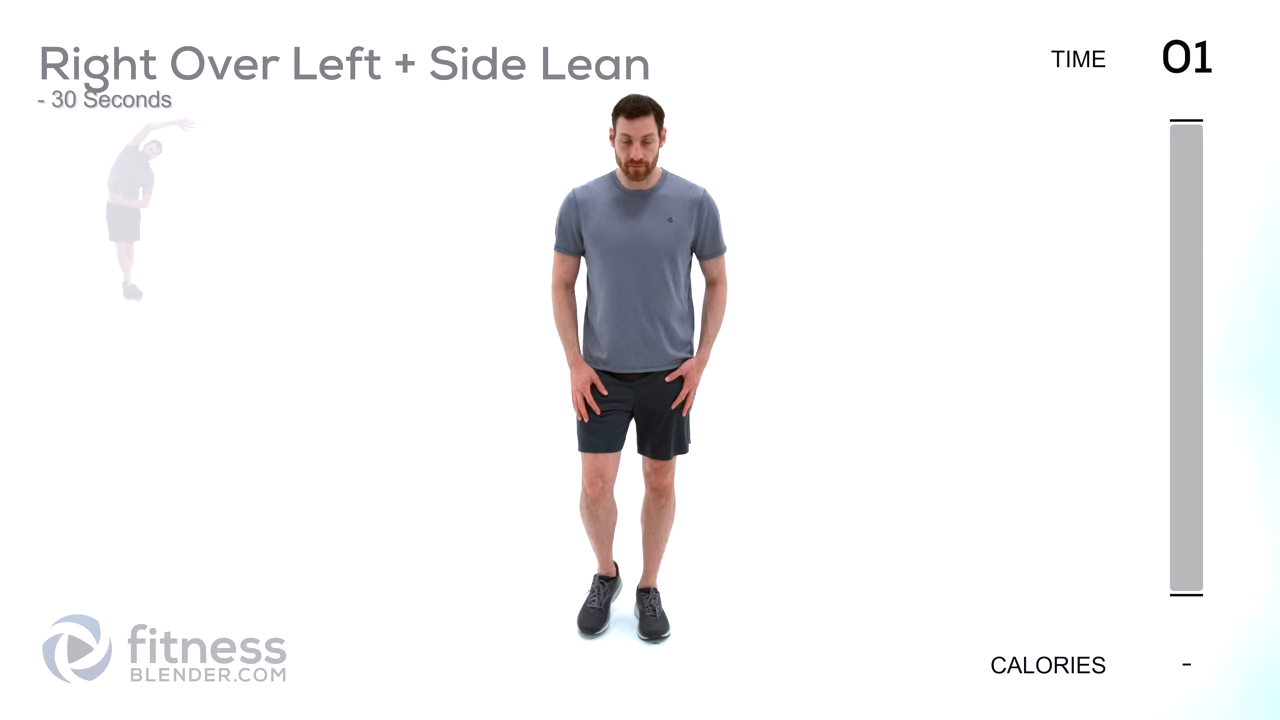 Right Over Left + Side Lean
- 30 Seconds
TIME 01
fitness
BLENDER.COM
CALORIES -